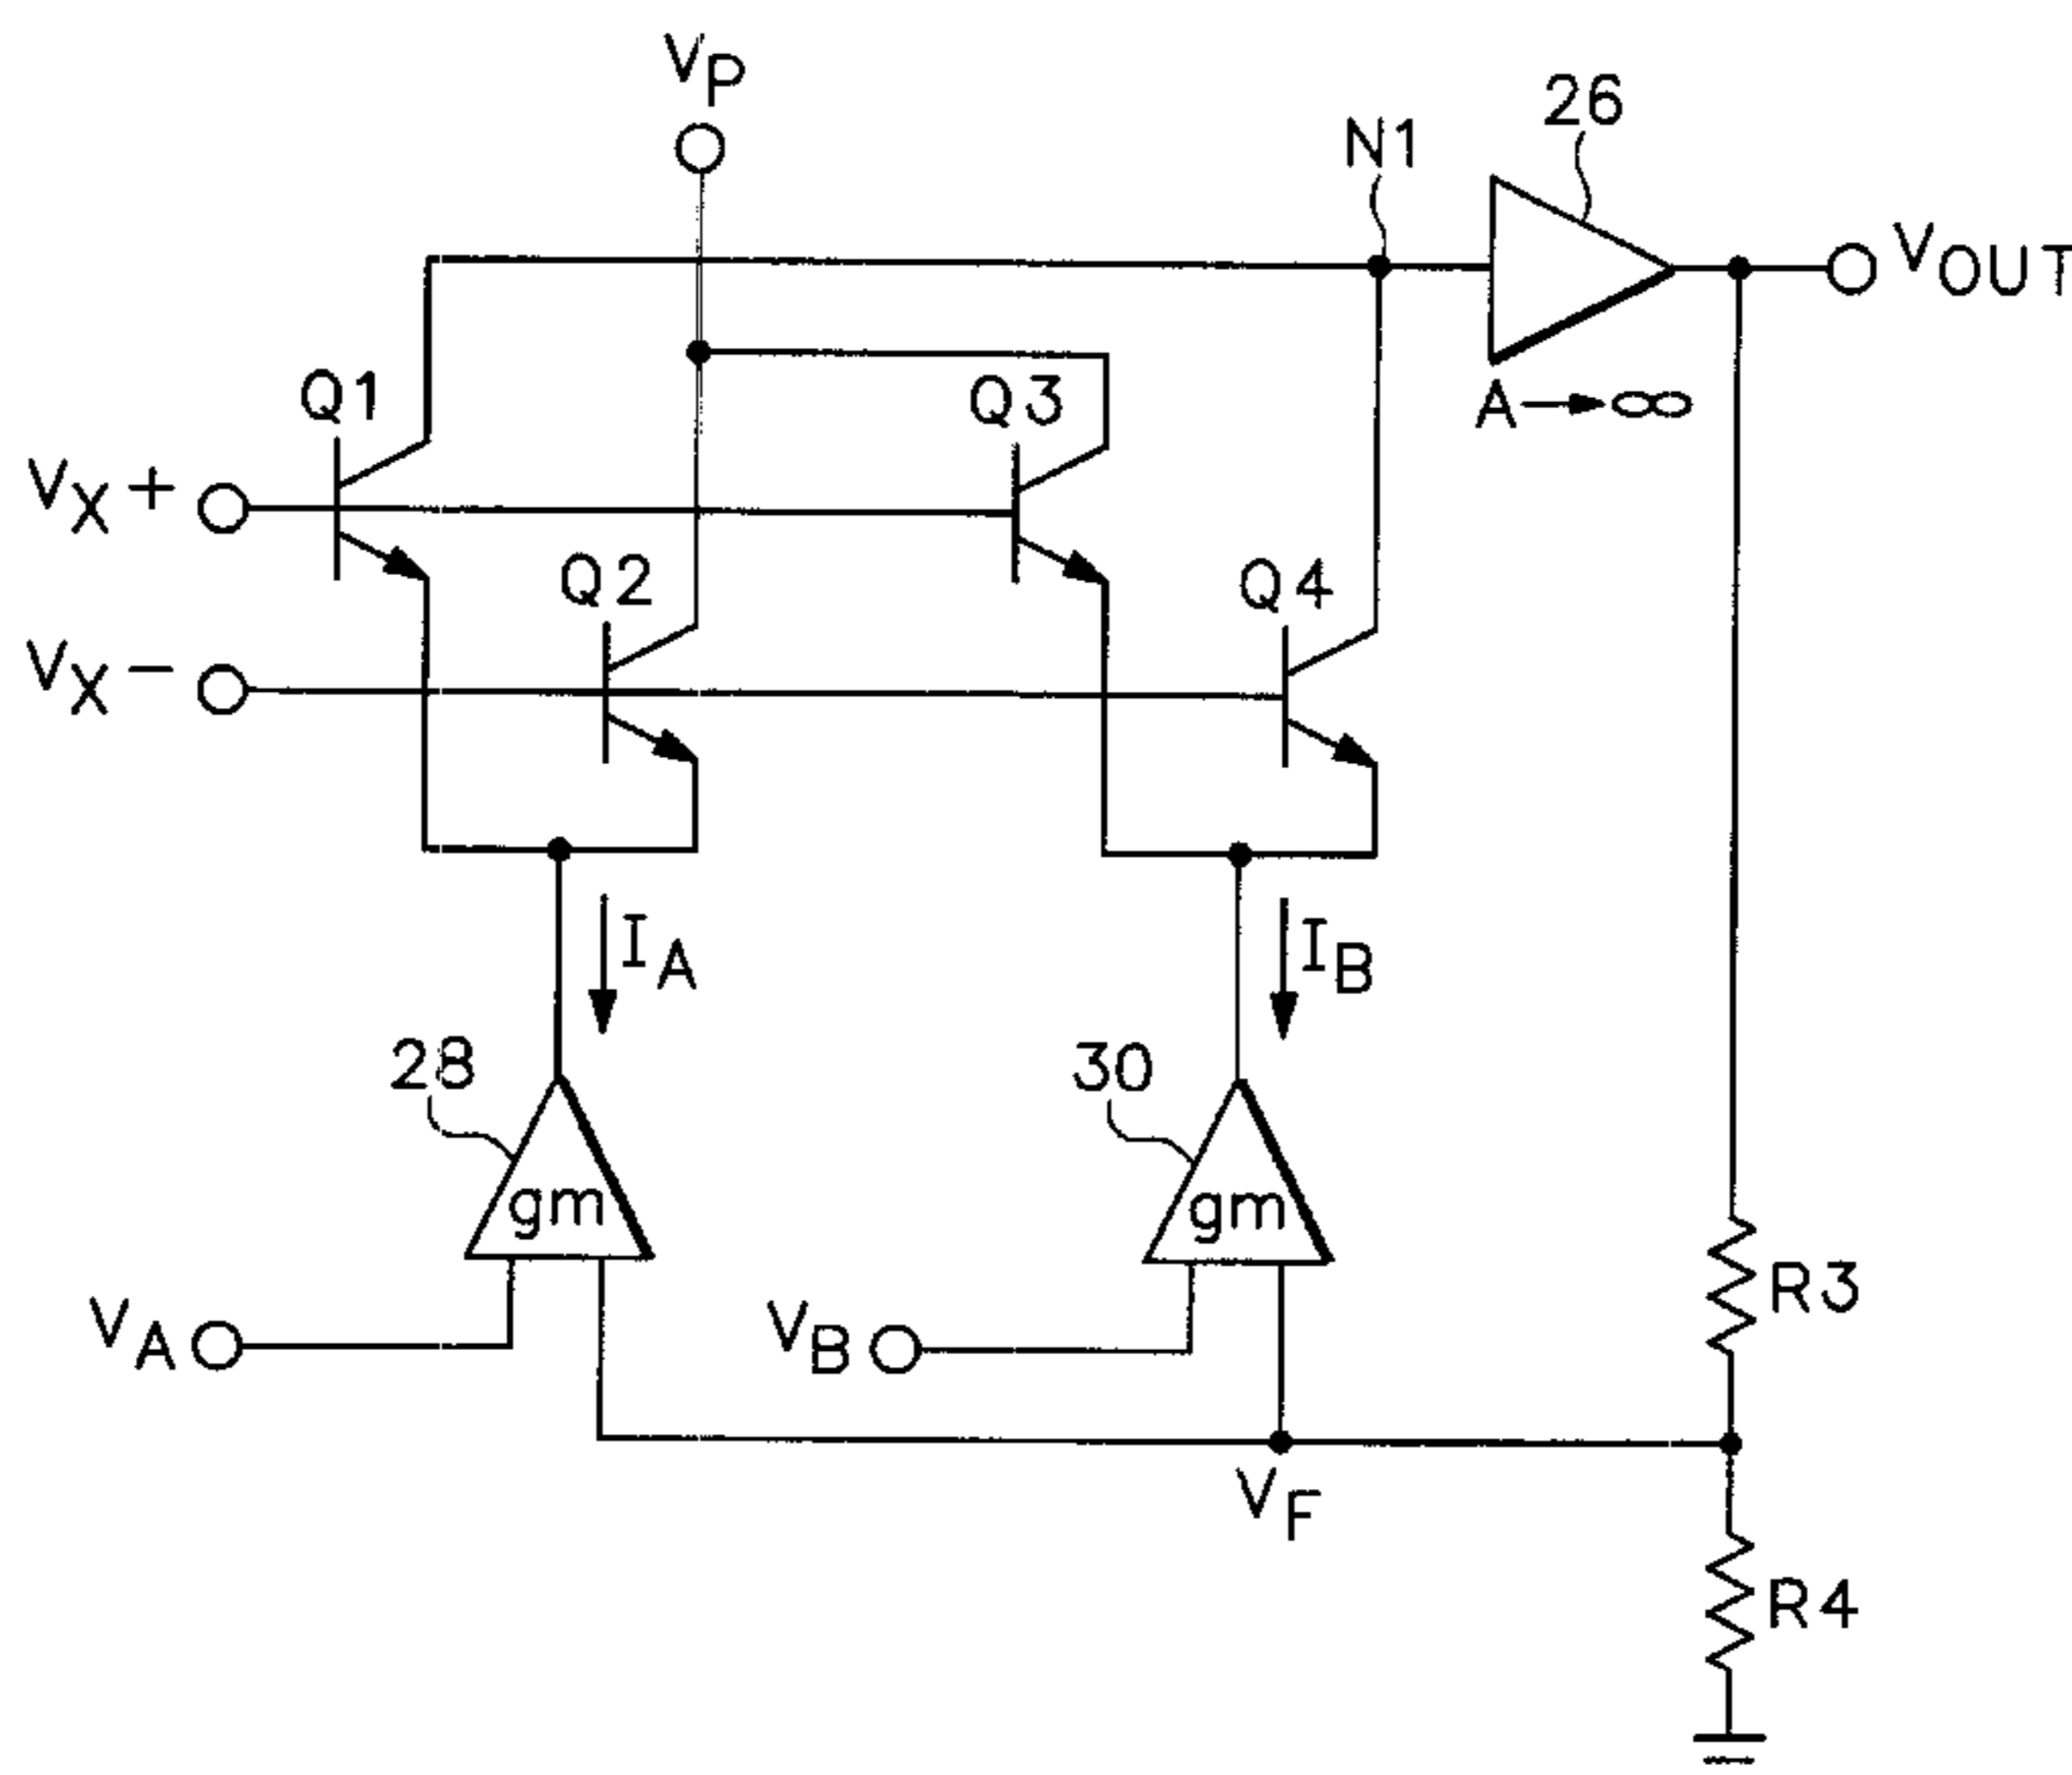 VP
26
N1
VOUT
Q1
Q3
A→∞
VX+
Q2
Q4
VX−
IA
IB
28
30
gm
gm
R3
VA
VB
VF
R4